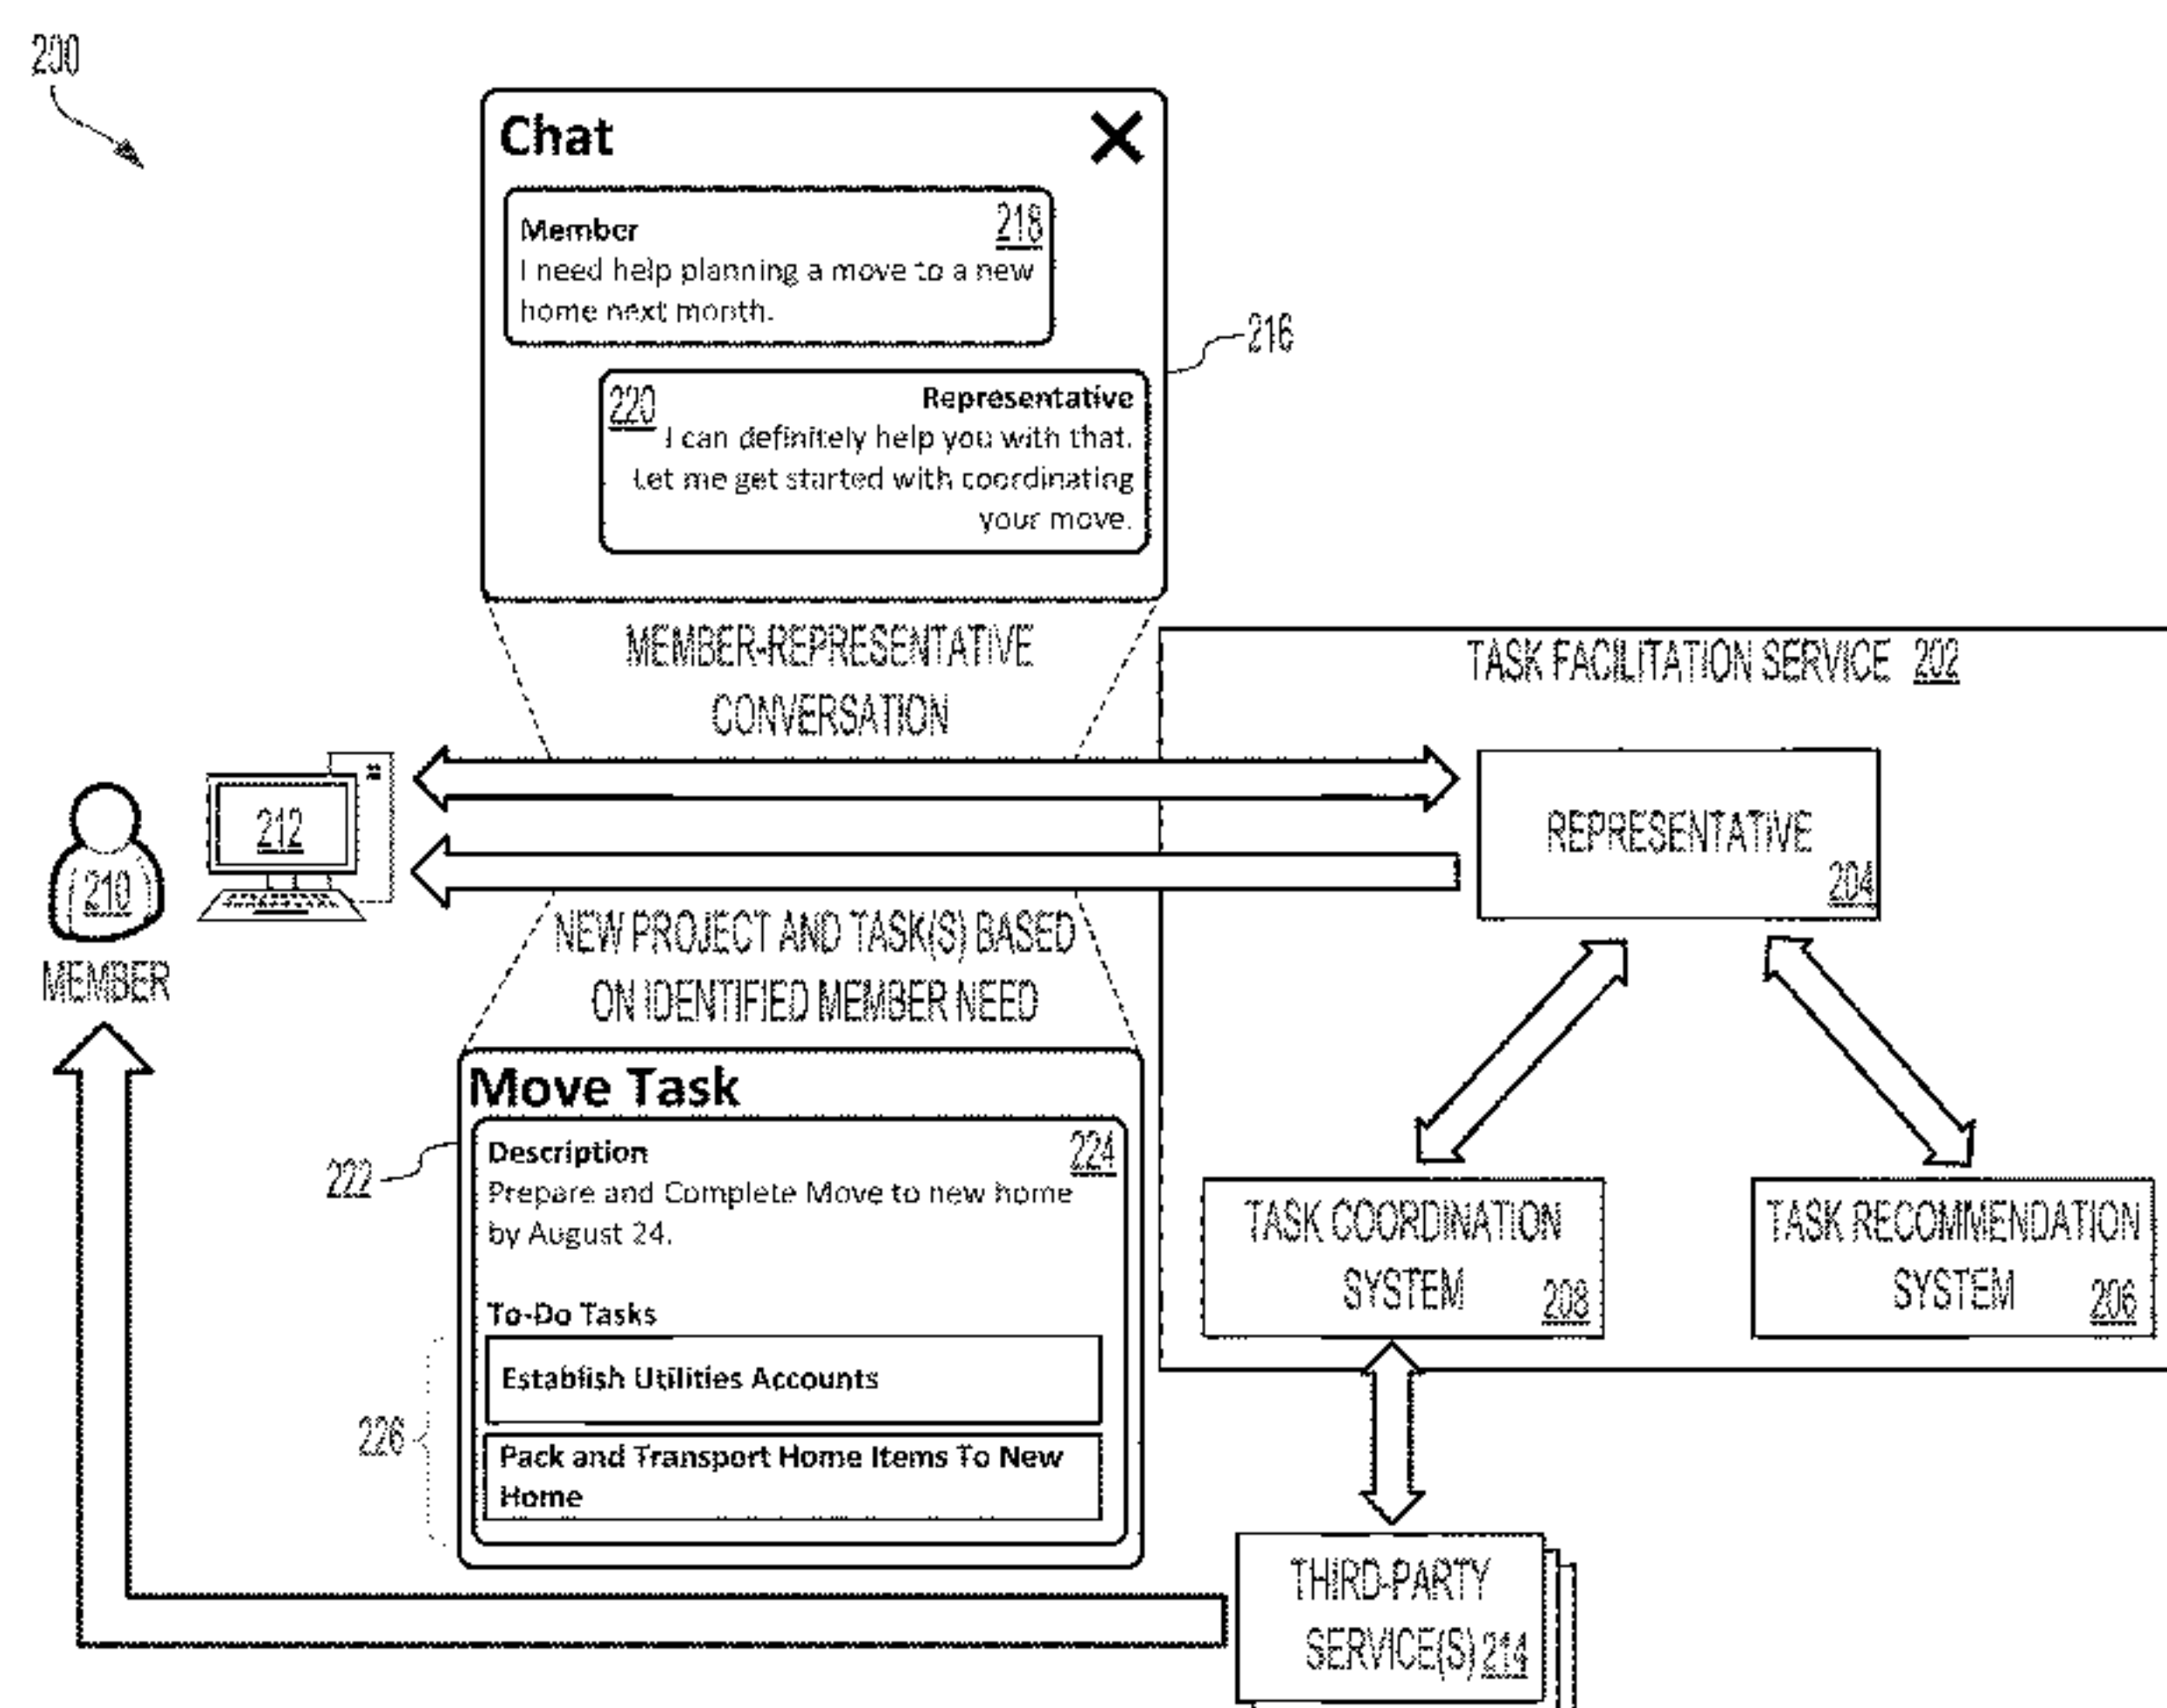 200
Chat
Member 218
I need help planning a move to a new
home next month.
216
220 Representative
I can definitely help you with that.
Let me get started with coordinating
your move.
MEMBER-REPRESENTATIVE
CONVERSATION
TASK FACILITATION SERVICE 202
212
210
MEMBER
REPRESENTATIVE
204
NEW PROJECT AND TASK(S) BASED
ON IDENTIFIED MEMBER NEED
Move Task
222
Description 224
Prepare and Complete Move to new home
by August 24.
To-Do Tasks
226
Establish Utilities Accounts
Pack and Transport Home Items To New
Home
TASK COORDINATION
SYSTEM 208
TASK RECOMMENDATION
SYSTEM 206
THIRD-PARTY
SERVICE(S) 214